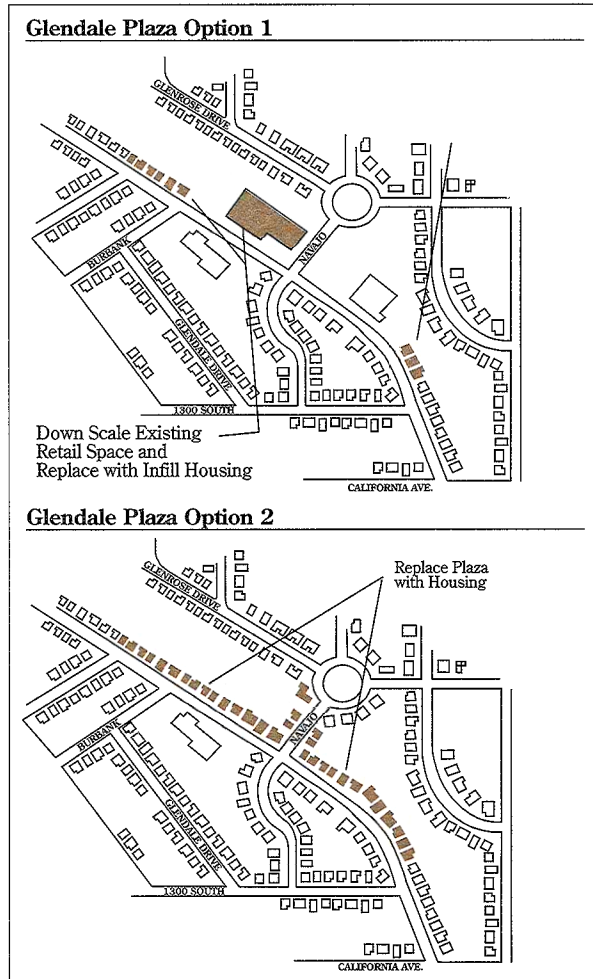 Glendale Plaza Option 1
GLENROSE DRIVE
NAVAJO
BURBANK
GLENDALE DRIVE
1300 SOUTH
Down Scale Existing
Retail Space and
Replace with Infill Housing
CALIFORNIA AVE.
Glendale Plaza Option 2
Replace Plaza
with Housing
GLENROSE DRIVE
NAVAJO
BURBANK
GLENDALE DRIVE
1300 SOUTH
CALIFORNIA AVE.